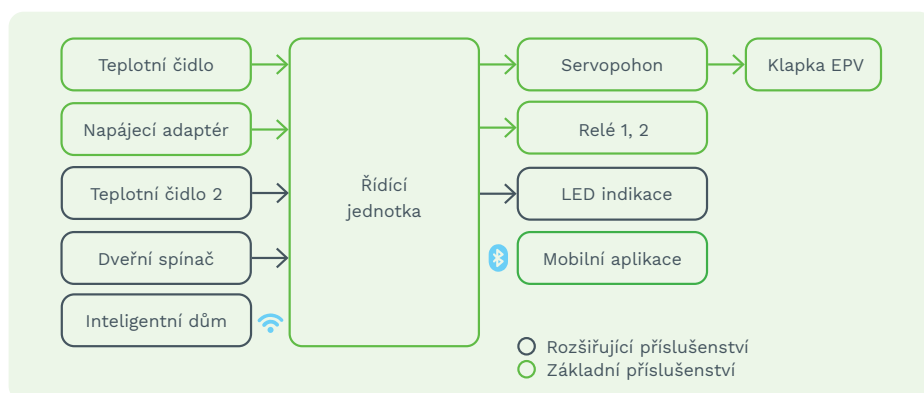 Teplotní čidlo
Napájecí adaptér
Teplotní čidlo 2
Dveřní spínač
Inteligentní dům
Řídící
jednotka
Servopohon
Klapka EPV
Relé 1, 2
LED indikace
Mobilní aplikace
Rozšiřující příslušenství
Základní příslušenství